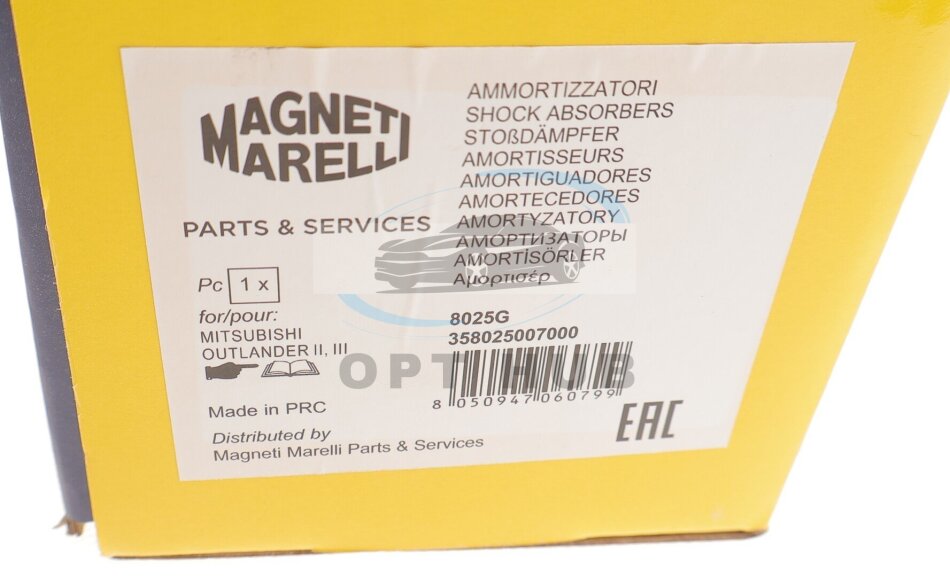 MAGNETI
MARELLI
PARTS & SERVICES
Pc 1 x
for/pour:
MITSUBISHI
OUTLANDER II, III
Made in PRC
Distributed by
Magneti Marelli Parts & Services
AMMORTIZZATORI
SHOCK ABSORBERS
STOßDÄMPFER
AMORTISSEURS
AMORTIGUADORES
AMORTECEDORES
AMORTYZATORY
АМОРТИЗАТОРЫ
AMORTİSÖRLER
Αμορτισέρ
8025G
358025007000
8 050947 060799
EAC
OPT HUB